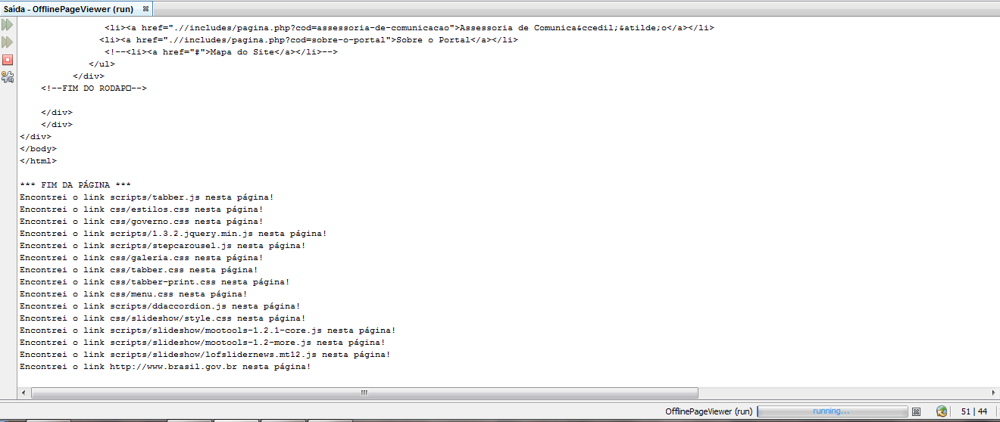 Saída - OfflinePageViewer (run)
<li><a href=".//includes/pagina.php?cod=assessoria-de-comunicacao">Assessoria de Comunica&ccedil;&atilde;o</a></li>
<li><a href=".//includes/pagina.php?cod=sobre-o-portal">Sobre o Portal</a></li>
<!--<li><a href="#">Mapa do Site</a></li>-->
</ul>
</div>
<!--FIM DO RODAP□-->
</div>
</div>
</div>
</body>
</html>
*** FIM DA PÁGINA ***
Encontrei o link scripts/tabber.js nesta página!
Encontrei o link css/estilos.css nesta página!
Encontrei o link css/governo.css nesta página!
Encontrei o link scripts/1.3.2.jquery.min.js nesta página!
Encontrei o link scripts/stepcarousel.js nesta página!
Encontrei o link css/galeria.css nesta página!
Encontrei o link css/tabber.css nesta página!
Encontrei o link css/tabber-print.css nesta página!
Encontrei o link css/menu.css nesta página!
Encontrei o link scripts/ddaccordion.js nesta página!
Encontrei o link css/slideshow/style.css nesta página!
Encontrei o link scripts/slideshow/mootools-1.2.1-core.js nesta página!
Encontrei o link scripts/slideshow/mootools-1.2-more.js nesta página!
Encontrei o link scripts/slideshow/lofslidernews.mt12.js nesta página!
Encontrei o link http://www.brasil.gov.br nesta página!
OfflinePageViewer (run) running... 51 | 44